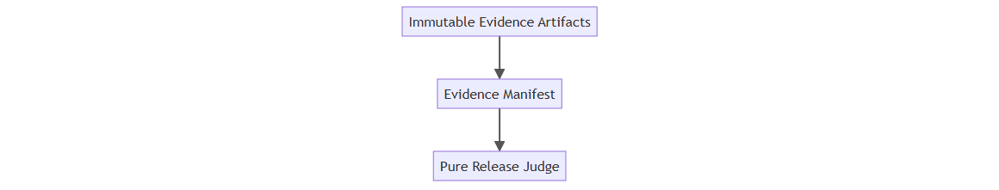 Immutable Evidence Artifacts
Evidence Manifest
Pure Release Judge